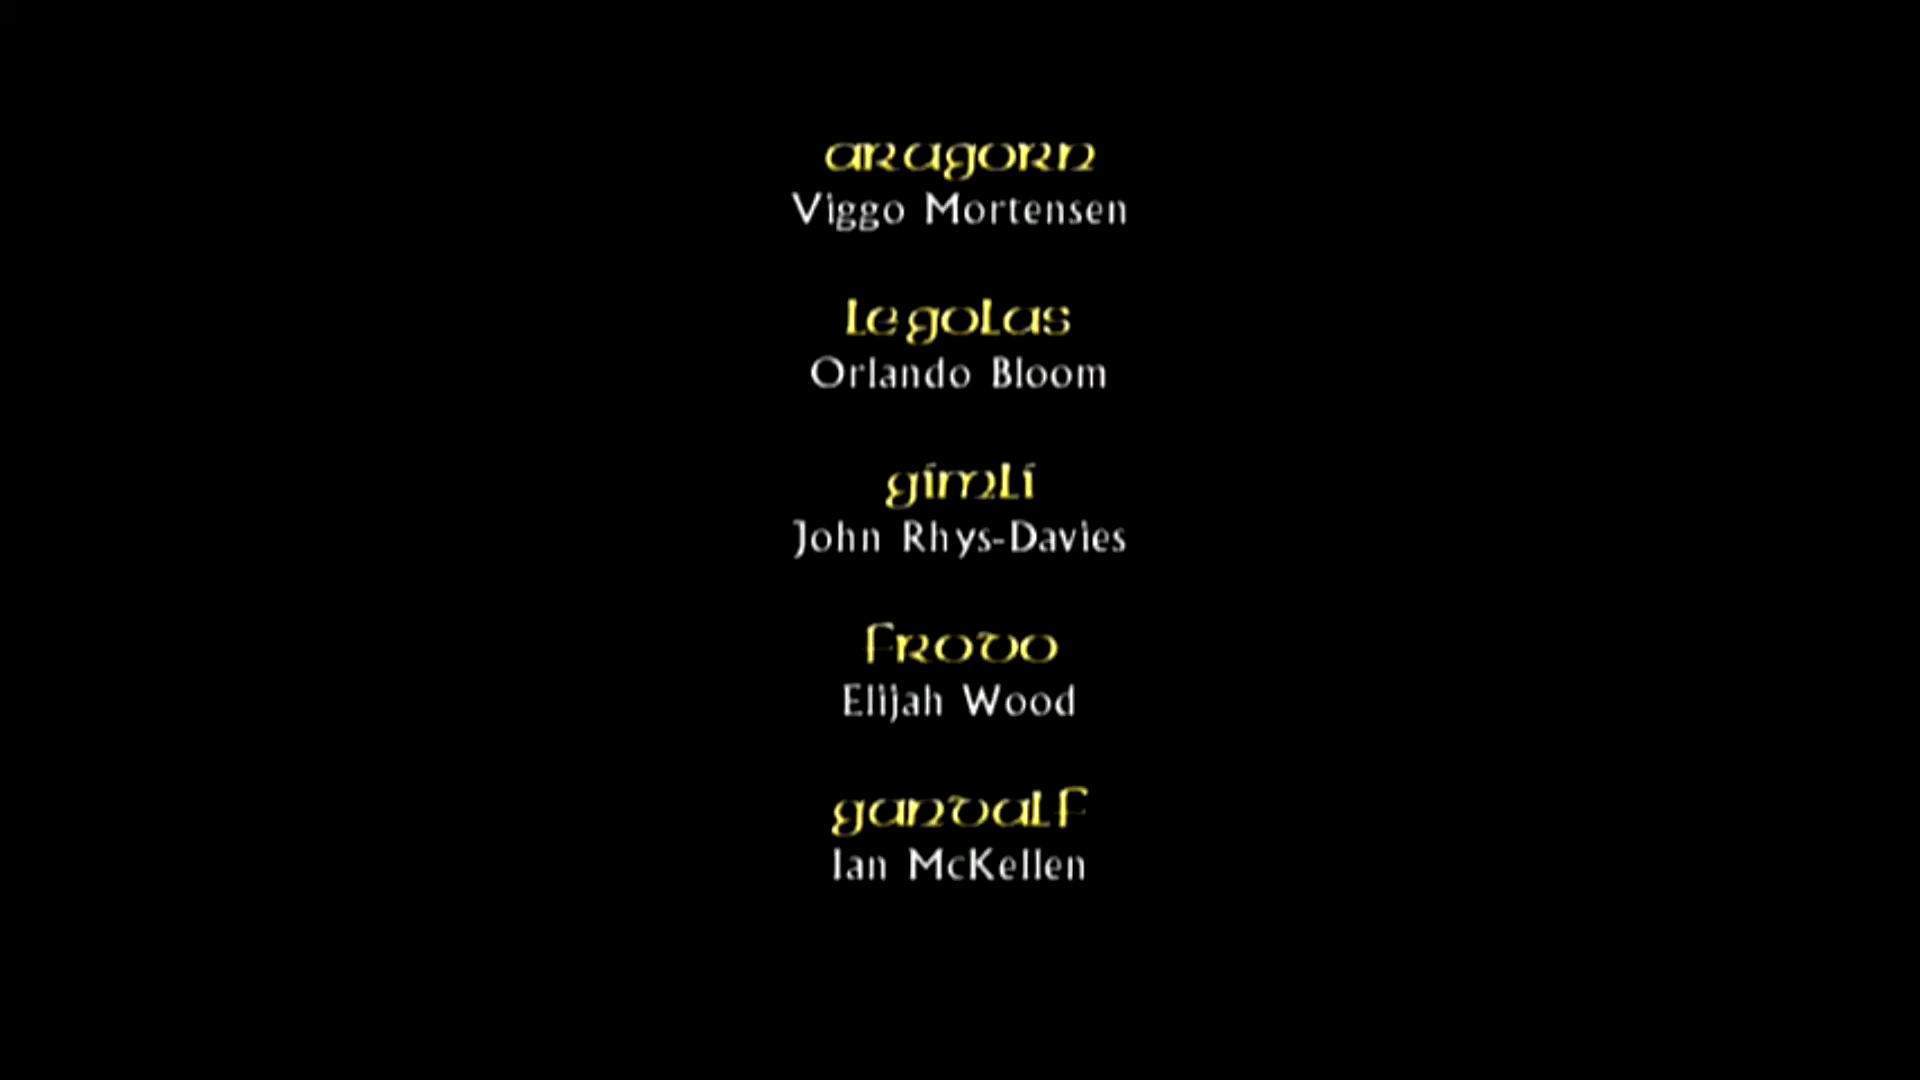 aragorn
Viggo Mortensen
Legolas
Orlando Bloom
gimli
John Rhys-Davies
Frodo
Elijah Wood
gandalf
Ian McKellen